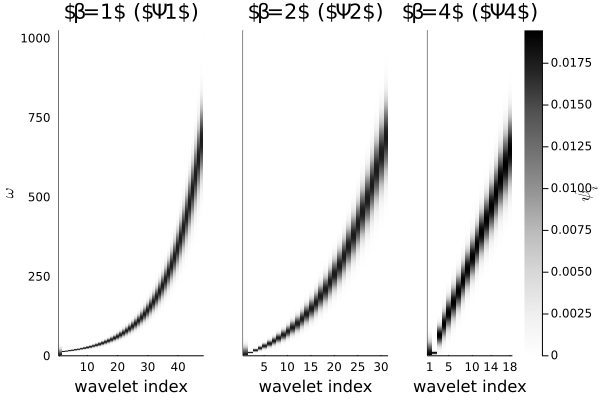 $β=1$ ($Ψ1$) $β=2$ ($Ψ2$) $β=4$ ($Ψ4$)
1000
750
500
250
0
ω
10 20 30 40
5 10 15 20 25 30
1 5 10 14 18
wavelet index wavelet index wavelet index
0.0175
0.0150
0.0125
0.0100
0.0075
0.0050
0.0025
0